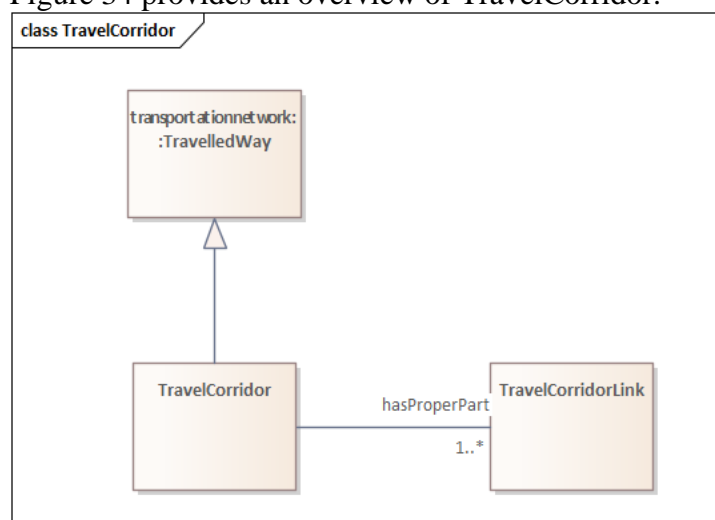 Figure 34 provides an overview of TravelCorridor.
class TravelCorridor
transportationnetwork:
:TravelledWay
TravelCorridor
hasProperPart
TravelCorridorLink
1..*